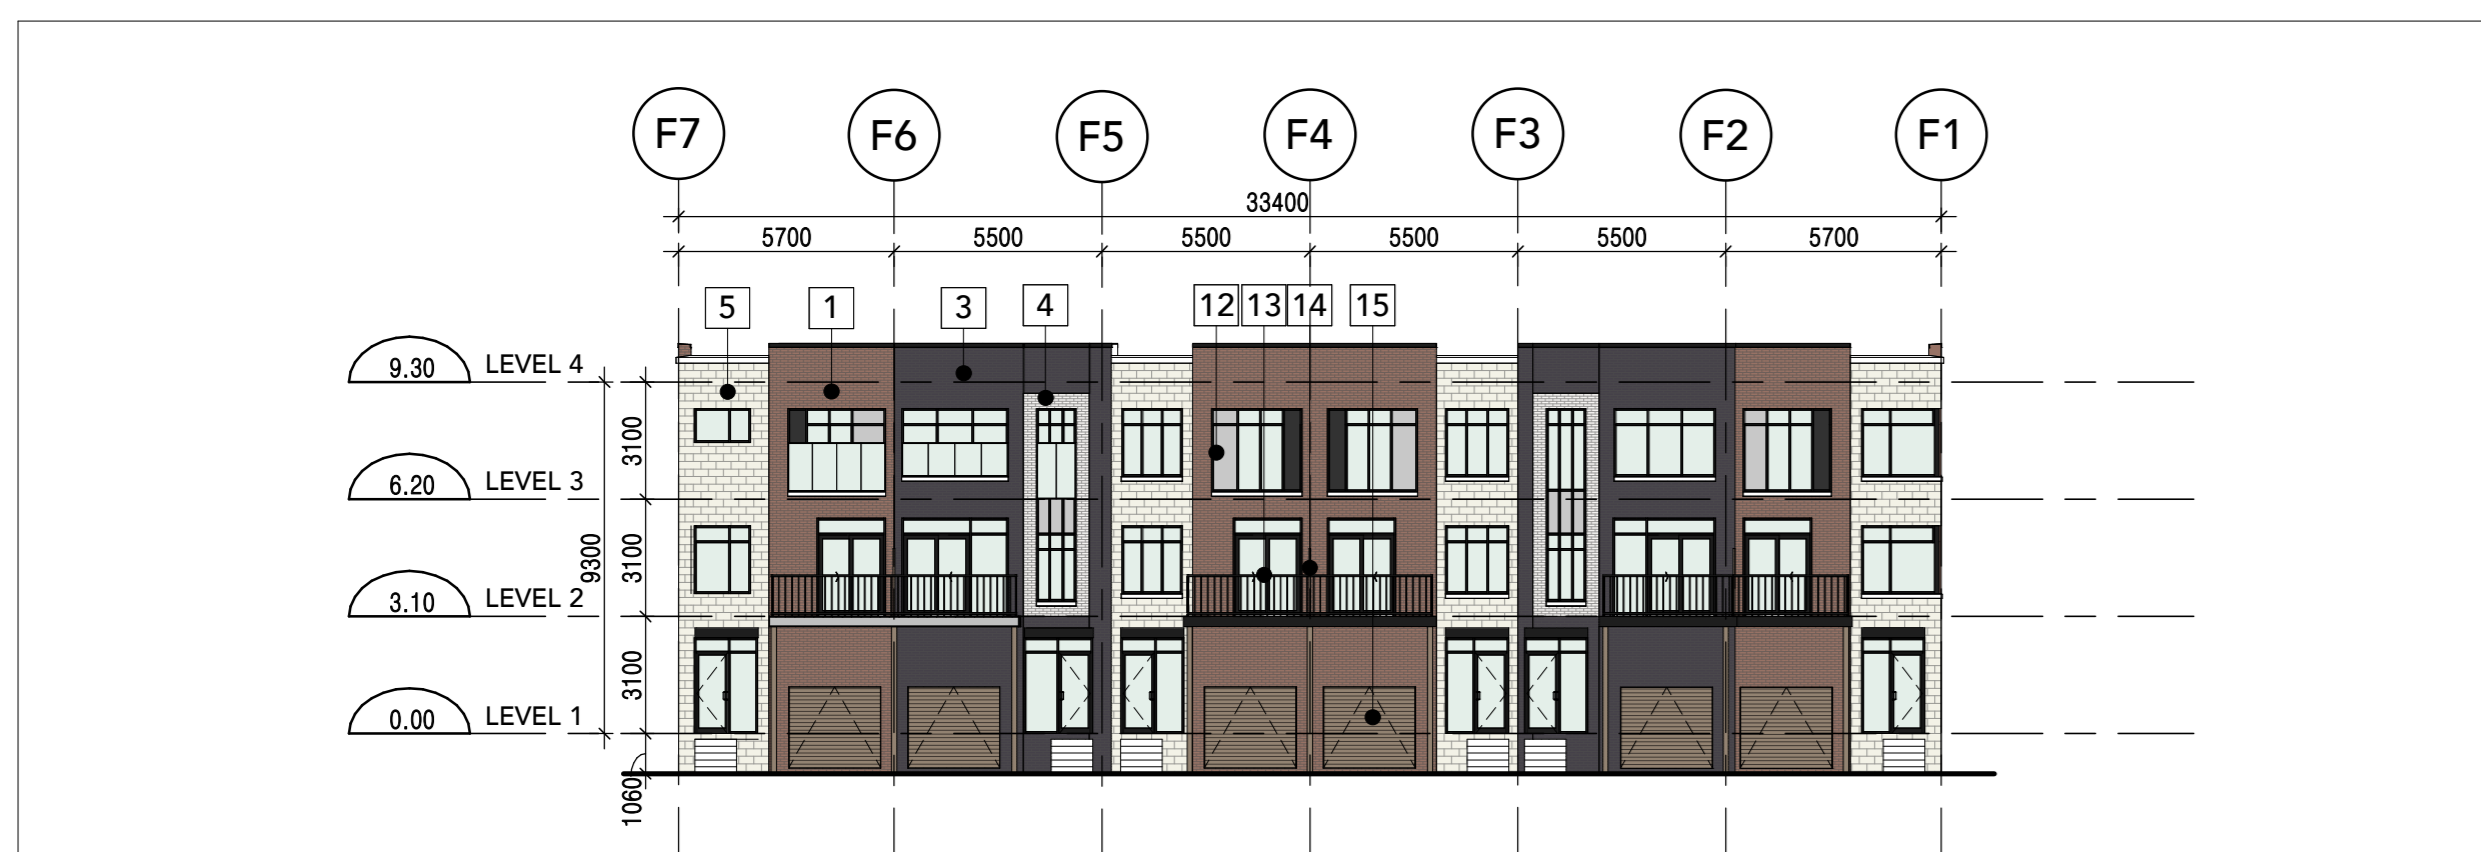 F7 F6 F5 F4 F3 F2 F1
33400
5700 5500 5500 5500 5500 5700
5 1 3 4 12 13 14 15
9.30 LEVEL 4
3100
6.20 LEVEL 3
3100
9300
3.10 LEVEL 2
3100
0.00 LEVEL 1
1060